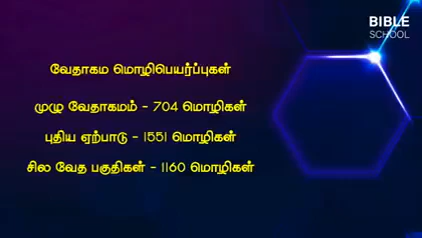 BIBLE
SCHOOL
வேதாகம மொழிபெயர்ப்புகள்
முழு வேதாகமம் - 704 மொழிகள்
புதிய ஏற்பாடு - 1551 மொழிகள்
சில வேத பகுதிகள் - 1160 மொழிகள்